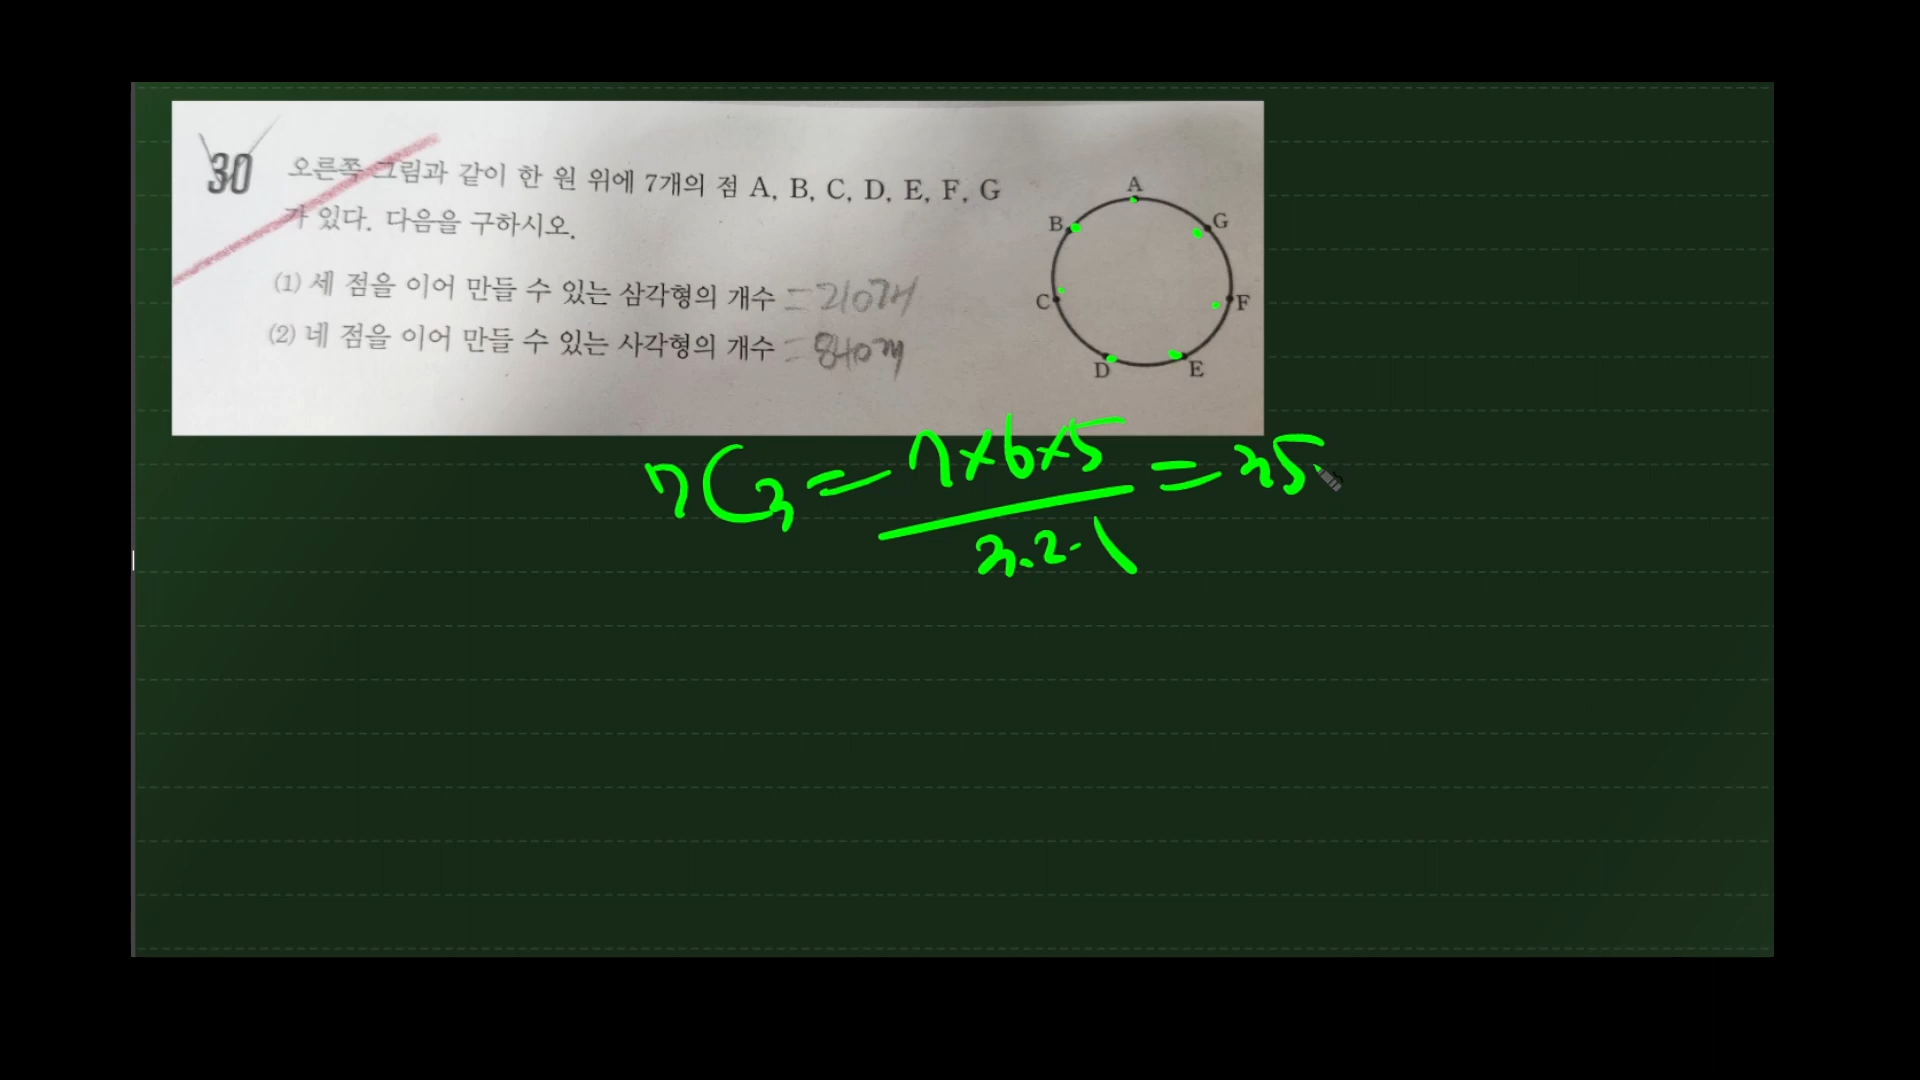 30 오른쪽 그림과 같이 한 원 위에 7개의 점 A, B, C, D, E, F, G
가 있다. 다음을 구하시오.
(1) 세 점을 이어 만들 수 있는 삼각형의 개수 =210개
(2) 네 점을 이어 만들 수 있는 사각형의 개수 =840개
A
B G
C F
D E
7C3 = 7×6×5 = 35
3·2·1